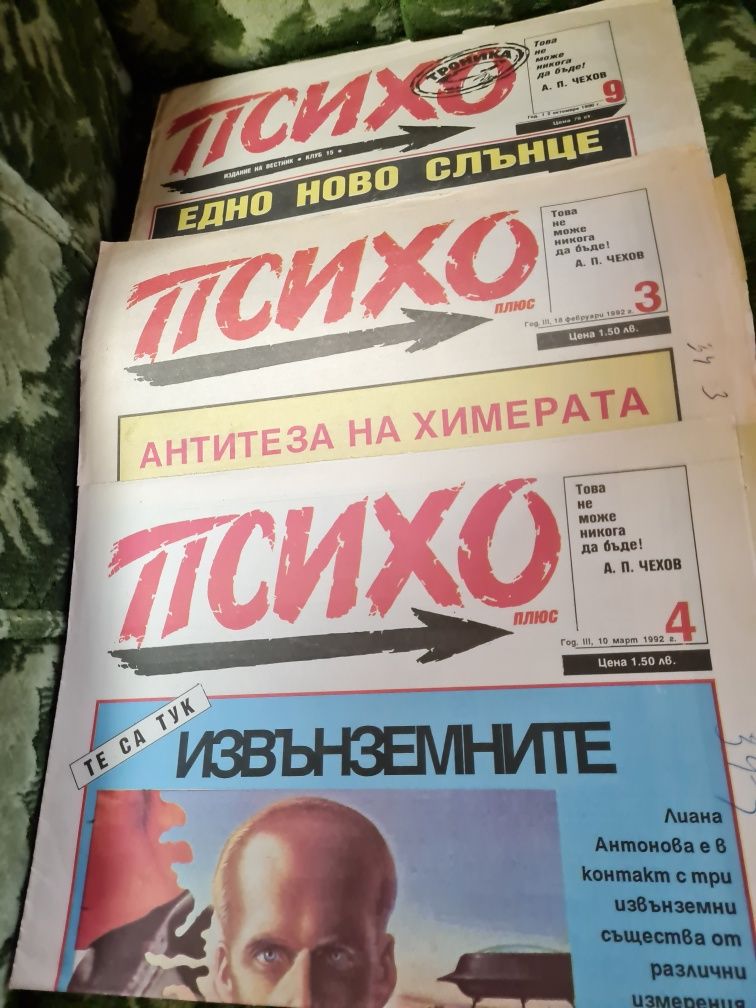 ПСИХО
ТРОНИКА
Това
не
може
никога
да бъде!
А. П. ЧЕХОВ
9
ИЗДАНИЕ НА ВЕСТНИК • КЛУБ 15 •
ЕДНО НОВО СЛЪНЦЕ
ПСИХО
плюс
Това
не
може
никога
да бъде!
А. П. ЧЕХОВ
3
Год. III, 18 февруари 1992 г.
Цена 1.50 лв.
34 3
АНТИТЕЗА НА ХИМЕРАТА
ПСИХО
плюс
Това
не
може
никога
да бъде!
А. П. ЧЕХОВ
4
Год. III, 10 март 1992 г.
Цена 1.50 лв.
ТЕ СА ТУК
ИЗВЪНЗЕМНИТЕ
Лиана
Антонова е в
контакт с три
извънземни
същества от
различни
измерения